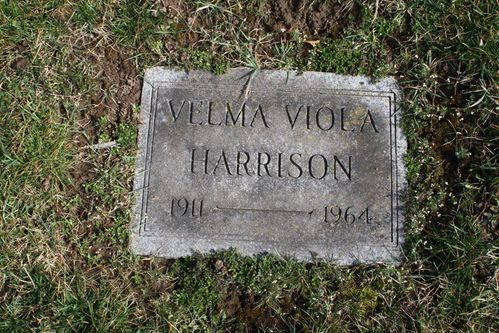 VELMA VIOLA
HARRISON
1911 — 1964